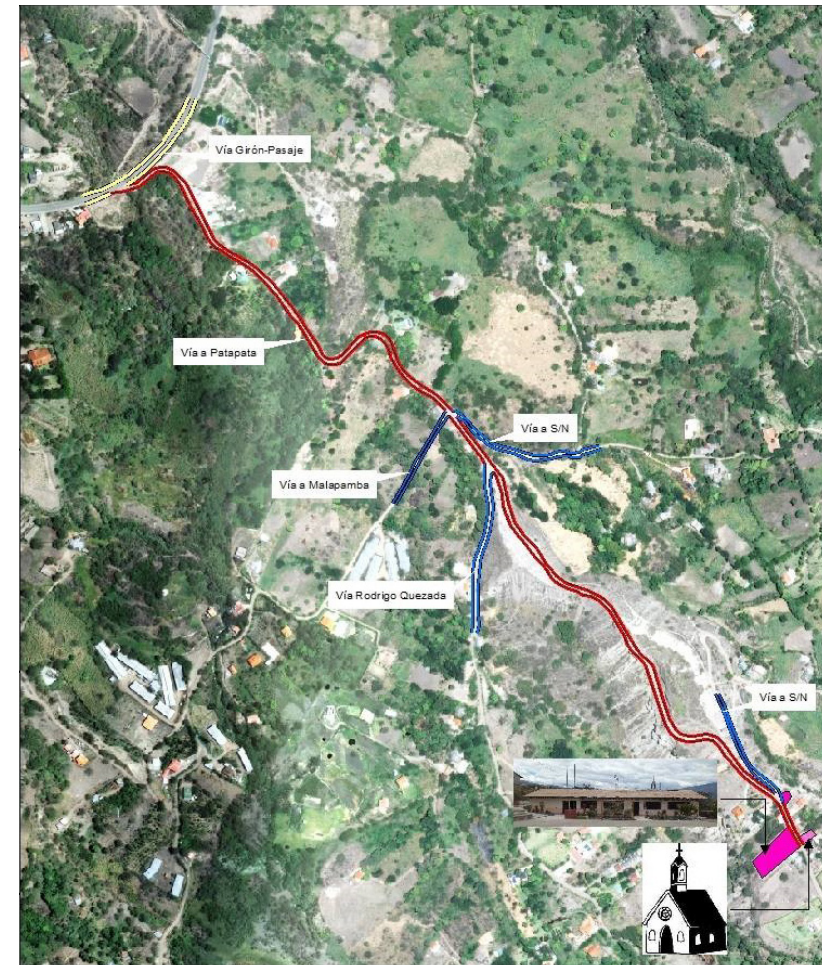 Vía Girón-Pasaje
Vía a Patapata
Vía a S/N
Vía a Malapamba
Vía Rodrigo Quezada
Vía a S/N